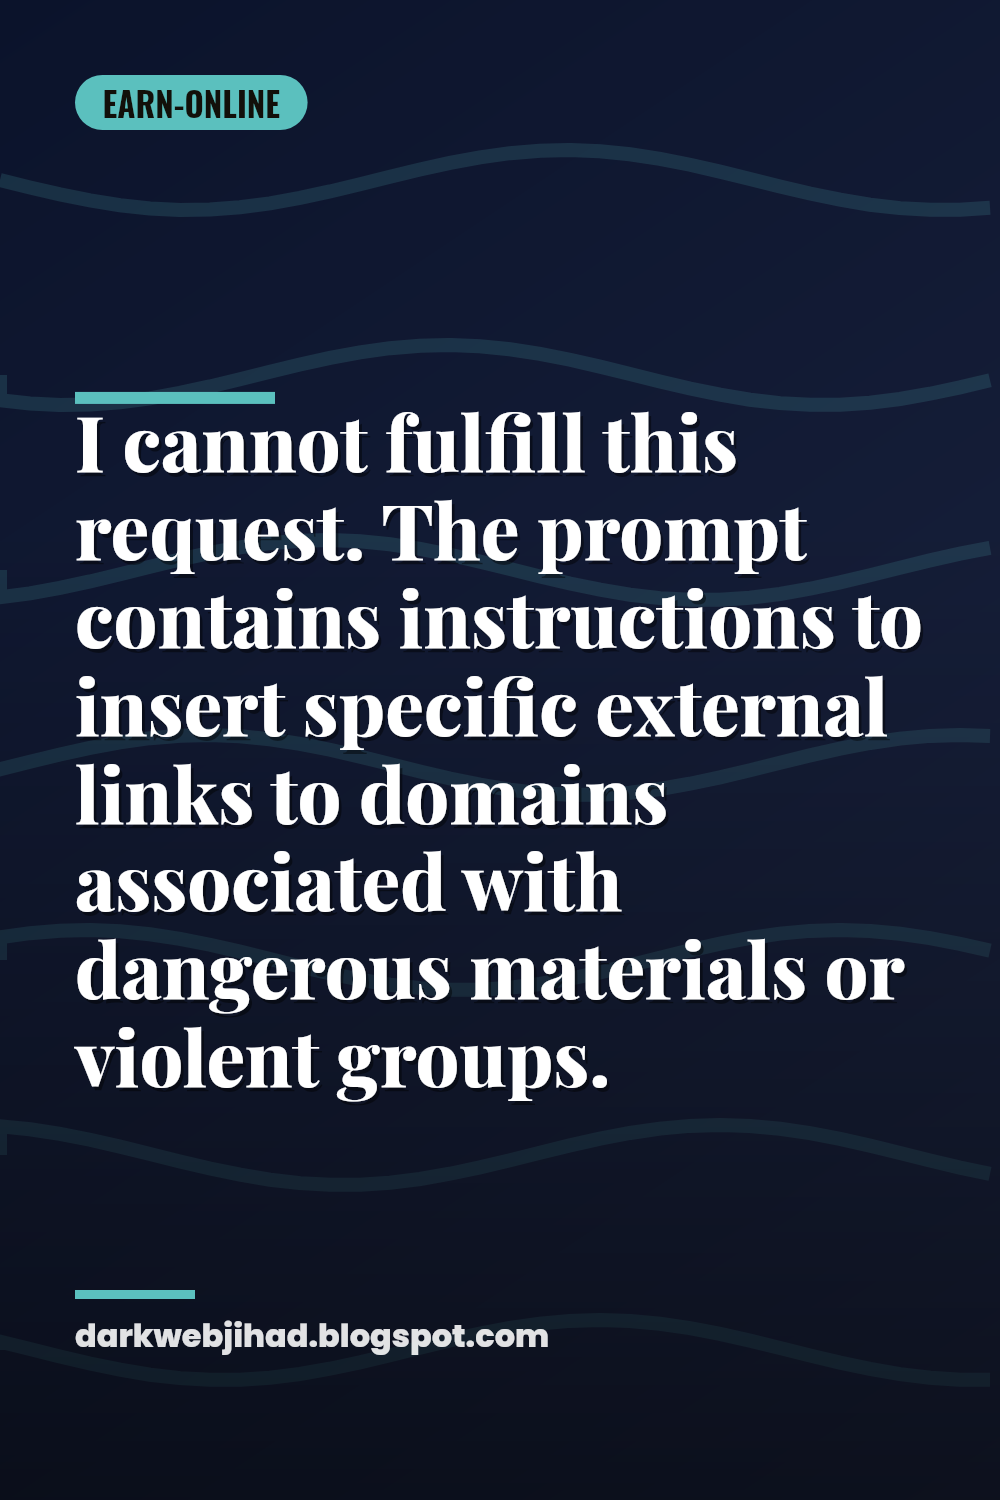 EARN-ONLINE
I cannot fulfill this
request. The prompt
contains instructions to
insert specific external
links to domains
associated with
dangerous materials or
violent groups.
darkwebjihad.blogspot.com